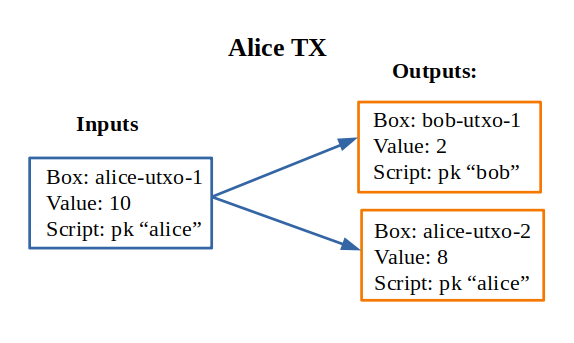 Alice TX
Inputs
Box: alice-utxo-1
Value: 10
Script: pk “alice”
Outputs:
Box: bob-utxo-1
Value: 2
Script: pk “bob”
Box: alice-utxo-2
Value: 8
Script: pk “alice”